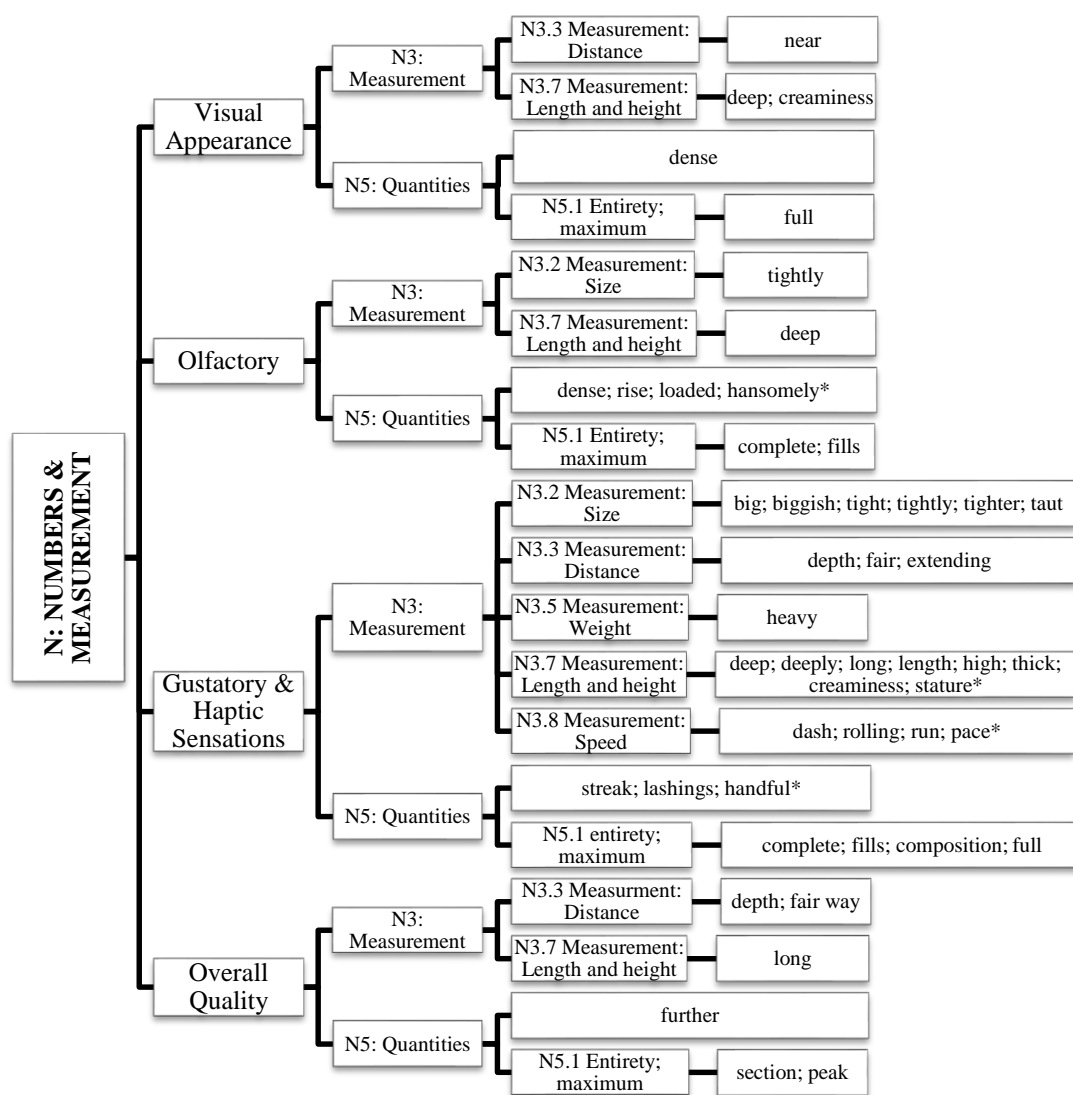 N: NUMBERS &
MEASUREMENT
Visual
Appearance
N3:
Measurement
N3.3 Measurement:
Distance
near
N3.7 Measurement:
Length and height
deep; creaminess
N5: Quantities
dense
N5.1 Entirety;
maximum
full
Olfactory
N3:
Measurement
N3.2 Measurement:
Size
tightly
N3.7 Measurement:
Length and height
deep
N5: Quantities
dense; rise; loaded; hansomely*
N5.1 Entirety;
maximum
complete; fills
Gustatory &
Haptic
Sensations
N3:
Measurement
N3.2 Measurement:
Size
big; biggish; tight; tightly; tighter; taut
N3.3 Measurement:
Distance
depth; fair; extending
N3.5 Measurement:
Weight
heavy
N3.7 Measurement:
Length and height
deep; deeply; long; length; high; thick;
creaminess; stature*
N3.8 Measurement:
Speed
dash; rolling; run; pace*
N5: Quantities
streak; lashings; handful*
N5.1 entirety;
maximum
complete; fills; composition; full
Overall
Quality
N3:
Measurement
N3.3 Measurment:
Distance
depth; fair way
N3.7 Measurement:
Length and height
long
N5: Quantities
further
N5.1 Entirety;
maximum
section; peak